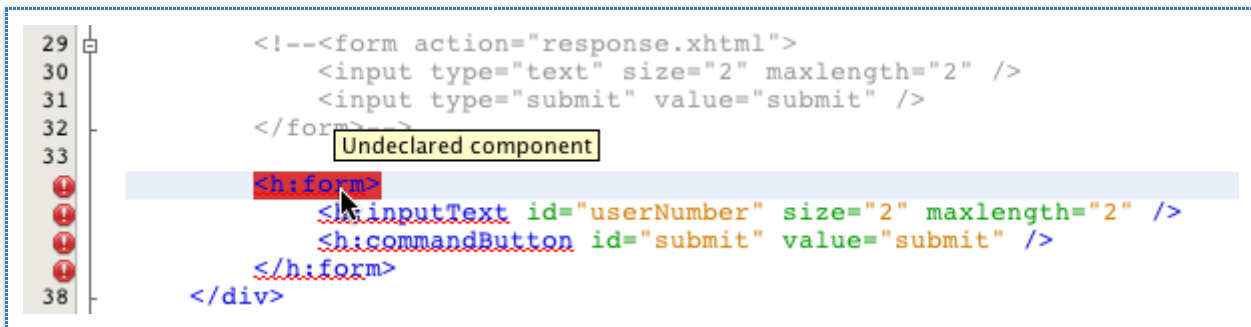 29 <!--<form action="response.xhtml">
30 <input type="text" size="2" maxlength="2" />
31 <input type="submit" value="submit" />
32 </form>-->
Undeclared component
33
<h:form>
<h:inputText id="userNumber" size="2" maxlength="2" />
<h:commandButton id="submit" value="submit" />
</h:form>
38 </div>